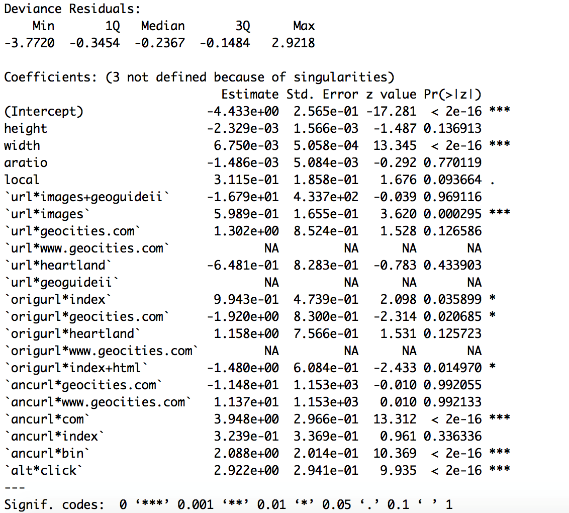 Deviance Residuals:
    Min       1Q   Median       3Q      Max
-3.7720  -0.3454  -0.2367  -0.1484   2.9218

Coefficients: (3 not defined because of singularities)
                            Estimate Std. Error z value Pr(>|z|)
(Intercept)               -4.433e+00  2.565e-01 -17.281  < 2e-16 ***
height                    -2.329e-03  1.566e-03  -1.487 0.136913
width                      6.750e-03  5.058e-04  13.345  < 2e-16 ***
aratio                    -1.486e-03  5.084e-03  -0.292 0.770119
local                      3.115e-01  1.858e-01   1.676 0.093664 .
`url*images+geoguideii`   -1.679e+01  4.337e+02  -0.039 0.969116
`url*images`               5.989e-01  1.655e-01   3.620 0.000295 ***
`url*geocities.com`        1.302e+00  8.524e-01   1.528 0.126586
`url*www.geocities.com`           NA         NA      NA       NA
`url*heartland`           -6.481e-01  8.283e-01  -0.783 0.433903
`url*geoguideii`                  NA         NA      NA       NA
`origurl*index`            9.943e-01  4.739e-01   2.098 0.035899 *
`origurl*geocities.com`   -1.920e+00  8.300e-01  -2.314 0.020685 *
`origurl*heartland`        1.158e+00  7.566e-01   1.531 0.125723
`origurl*www.geocities.com`       NA         NA      NA       NA
`origurl*index+html`      -1.480e+00  6.084e-01  -2.433 0.014970 *
`ancurl*geocities.com`    -1.148e+01  1.153e+03  -0.010 0.992055
`ancurl*www.geocities.com` 1.137e+01  1.153e+03   0.010 0.992133
`ancurl*com`               3.948e+00  2.966e-01  13.312  < 2e-16 ***
`ancurl*index`             3.239e-01  3.369e-01   0.961 0.336336
`ancurl*bin`               2.088e+00  2.014e-01  10.369  < 2e-16 ***
`alt*click`                2.922e+00  2.941e-01   9.935  < 2e-16 ***
---
Signif. codes:  0 ‘***’ 0.001 ‘**’ 0.01 ‘*’ 0.05 ‘.’ 0.1 ‘ ’ 1